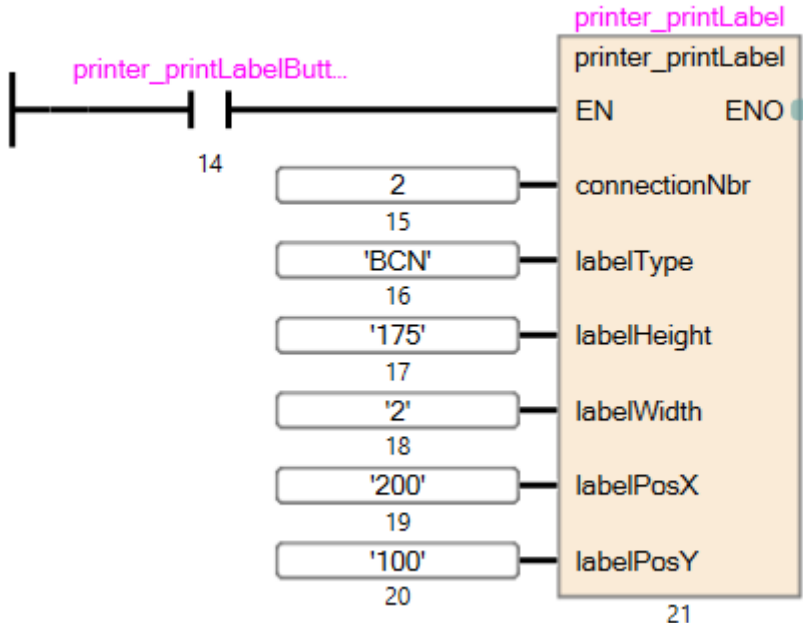 printer_printLabel
printer_printLabel
printer_printLabelButt...
EN ENO
14
2 connectionNbr
15
'BCN' labelType
16
'175' labelHeight
17
'2' labelWidth
18
'200' labelPosX
19
'100' labelPosY
20
21